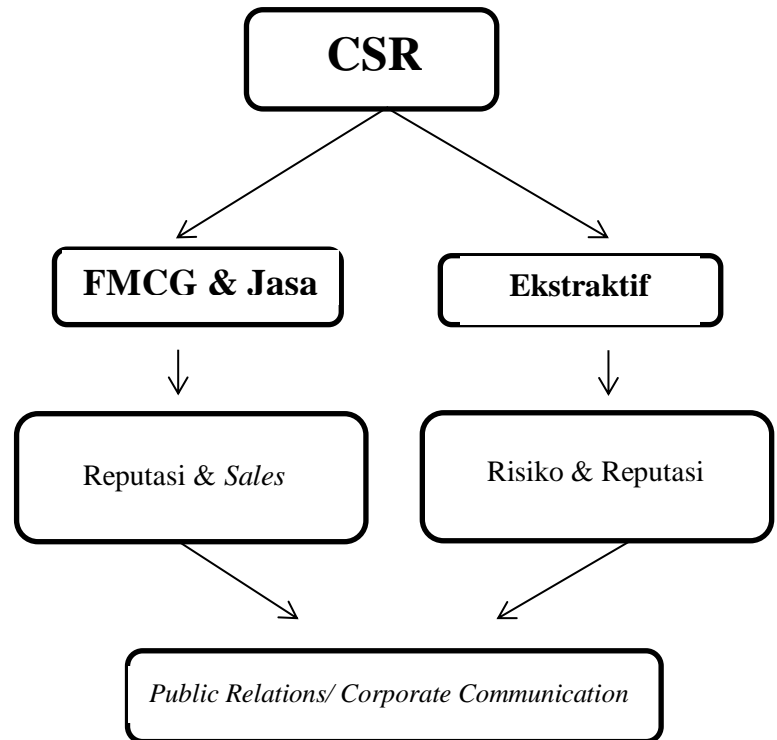 CSR
FMCG & Jasa
Ekstraktif
Reputasi & Sales
Risiko & Reputasi
Public Relations/ Corporate Communication